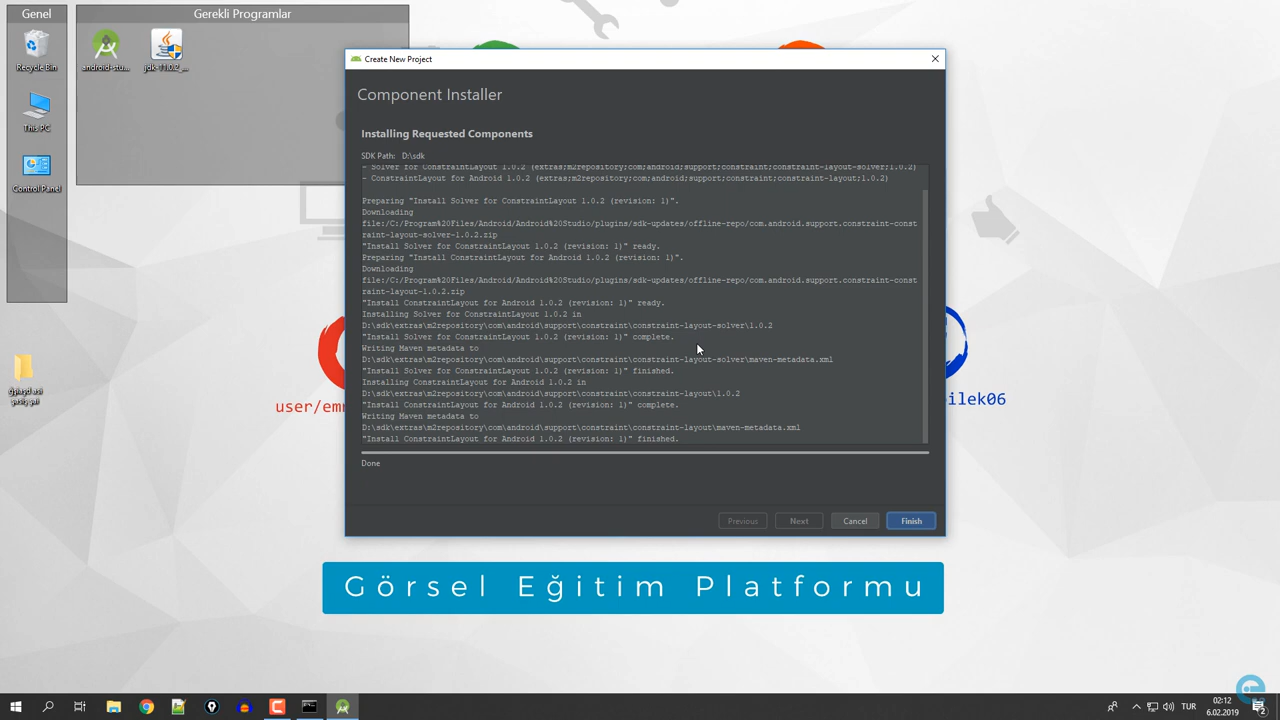 Genel
Gerekli Programlar
Recycle Bin
android-stu...
jdk-11.0.2_...
This PC
Control Panel
Create New Project
Component Installer
Installing Requested Components
SDK Path: D:\sdk
- Solver for ConstraintLayout 1.0.2 (extras;m2repository;com;android;support;constraint;constraint-layout-solver;1.0.2)
- ConstraintLayout for Android 1.0.2 (extras;m2repository;com;android;support;constraint;constraint-layout;1.0.2)
Preparing "Install Solver for ConstraintLayout 1.0.2 (revision: 1)".
Downloading
file:/C:/Program%20Files/Android/Android%20Studio/plugins/sdk-updates/offline-repo/com.android.support.constraint-const
raint-layout-solver-1.0.2.zip
"Install Solver for ConstraintLayout 1.0.2 (revision: 1)" ready.
Preparing "Install ConstraintLayout for Android 1.0.2 (revision: 1)".
Downloading
file:/C:/Program%20Files/Android/Android%20Studio/plugins/sdk-updates/offline-repo/com.android.support.constraint-const
raint-layout-1.0.2.zip
"Install ConstraintLayout for Android 1.0.2 (revision: 1)" ready.
Installing Solver for ConstraintLayout 1.0.2 in
D:\sdk\extras\m2repository\com\android\support\constraint\constraint-layout-solver\1.0.2
"Install Solver for ConstraintLayout 1.0.2 (revision: 1)" complete.
Writing Maven metadata to
D:\sdk\extras\m2repository\com\android\support\constraint\constraint-layout-solver\maven-metadata.xml
"Install Solver for ConstraintLayout 1.0.2 (revision: 1)" finished.
Installing ConstraintLayout for Android 1.0.2 in
D:\sdk\extras\m2repository\com\android\support\constraint\constraint-layout\1.0.2
"Install ConstraintLayout for Android 1.0.2 (revision: 1)" complete.
Writing Maven metadata to
D:\sdk\extras\m2repository\com\android\support\constraint\constraint-layout\maven-metadata.xml
"Install ConstraintLayout for Android 1.0.2 (revision: 1)" finished.
Done
Previous
Next
Cancel
Finish
user/em
ilek06
Görsel Eğitim Platformu
TUR
02:12
6.02.2019
2